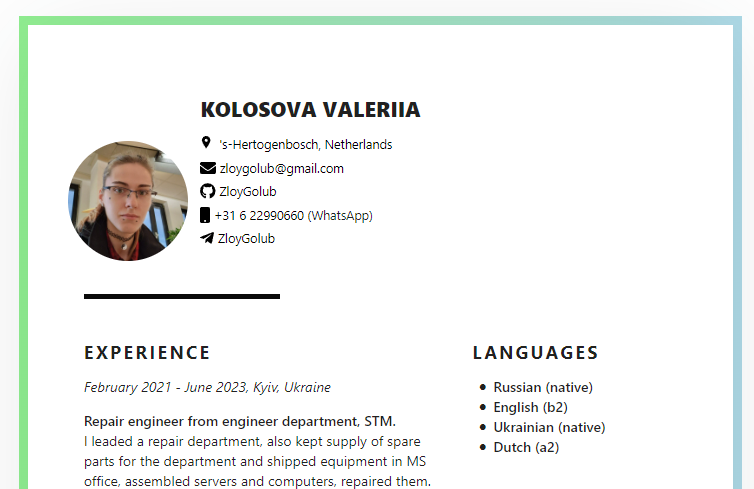 KOLOSOVA VALERIIA
's-Hertogenbosch, Netherlands
zloygolub@gmail.com
ZloyGolub
+31 6 22990660 (WhatsApp)
ZloyGolub
EXPERIENCE
February 2021 - June 2023, Kyiv, Ukraine
Repair engineer from engineer department, STM.
I leaded a repair department, also kept supply of spare
parts for the department and shipped equipment in MS
office, assembled servers and computers, repaired them.
LANGUAGES
Russian (native)
English (b2)
Ukrainian (native)
Dutch (a2)